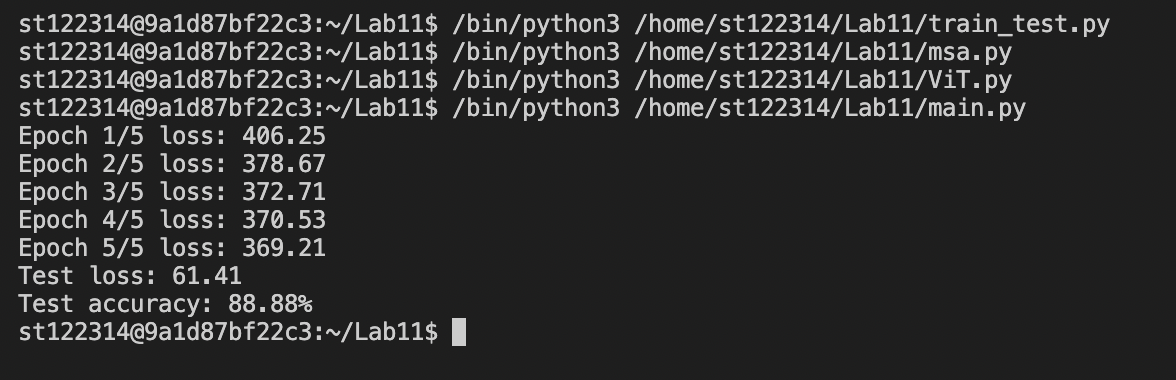 st122314@9a1d87bf22c3:~/Lab11$ /bin/python3 /home/st122314/Lab11/train_test.py
st122314@9a1d87bf22c3:~/Lab11$ /bin/python3 /home/st122314/Lab11/msa.py
st122314@9a1d87bf22c3:~/Lab11$ /bin/python3 /home/st122314/Lab11/ViT.py
st122314@9a1d87bf22c3:~/Lab11$ /bin/python3 /home/st122314/Lab11/main.py
Epoch 1/5 loss: 406.25
Epoch 2/5 loss: 378.67
Epoch 3/5 loss: 372.71
Epoch 4/5 loss: 370.53
Epoch 5/5 loss: 369.21
Test loss: 61.41
Test accuracy: 88.88%
st122314@9a1d87bf22c3:~/Lab11$